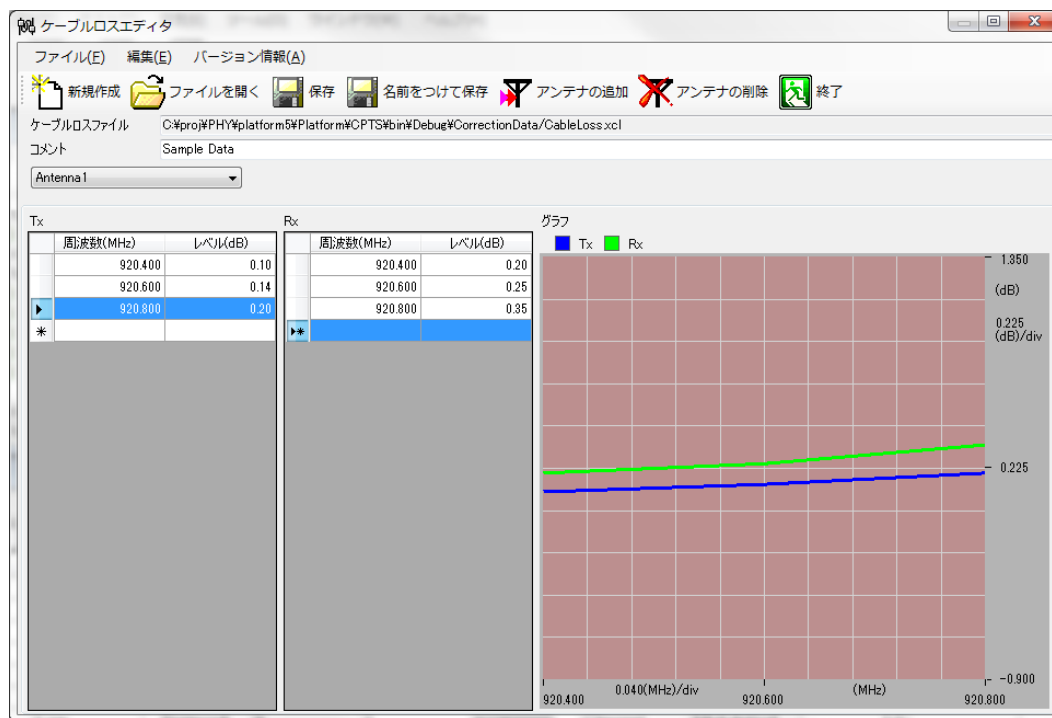 ケーブルロスエディタ
ファイル(F) 編集(E) バージョン情報(A)
新規作成 ファイルを開く 保存 名前をつけて保存 アンテナの追加 アンテナの削除 終了
ケーブルロスファイル C:¥proj¥PHY¥platform5¥Platform¥CPTS¥bin¥Debug¥CorrectionData/CableLoss.xcl
コメント Sample Data
Antenna1
Tx
周波数(MHz) レベル(dB)
920.400 0.10
920.600 0.14
920.800 0.20
Rx
周波数(MHz) レベル(dB)
920.400 0.20
920.600 0.25
920.800 0.35
グラフ
Tx Rx
1.350
(dB)
0.225
(dB)/div
0.225
-0.900
0.040(MHz)/div (MHz)
920.400 920.600 920.800